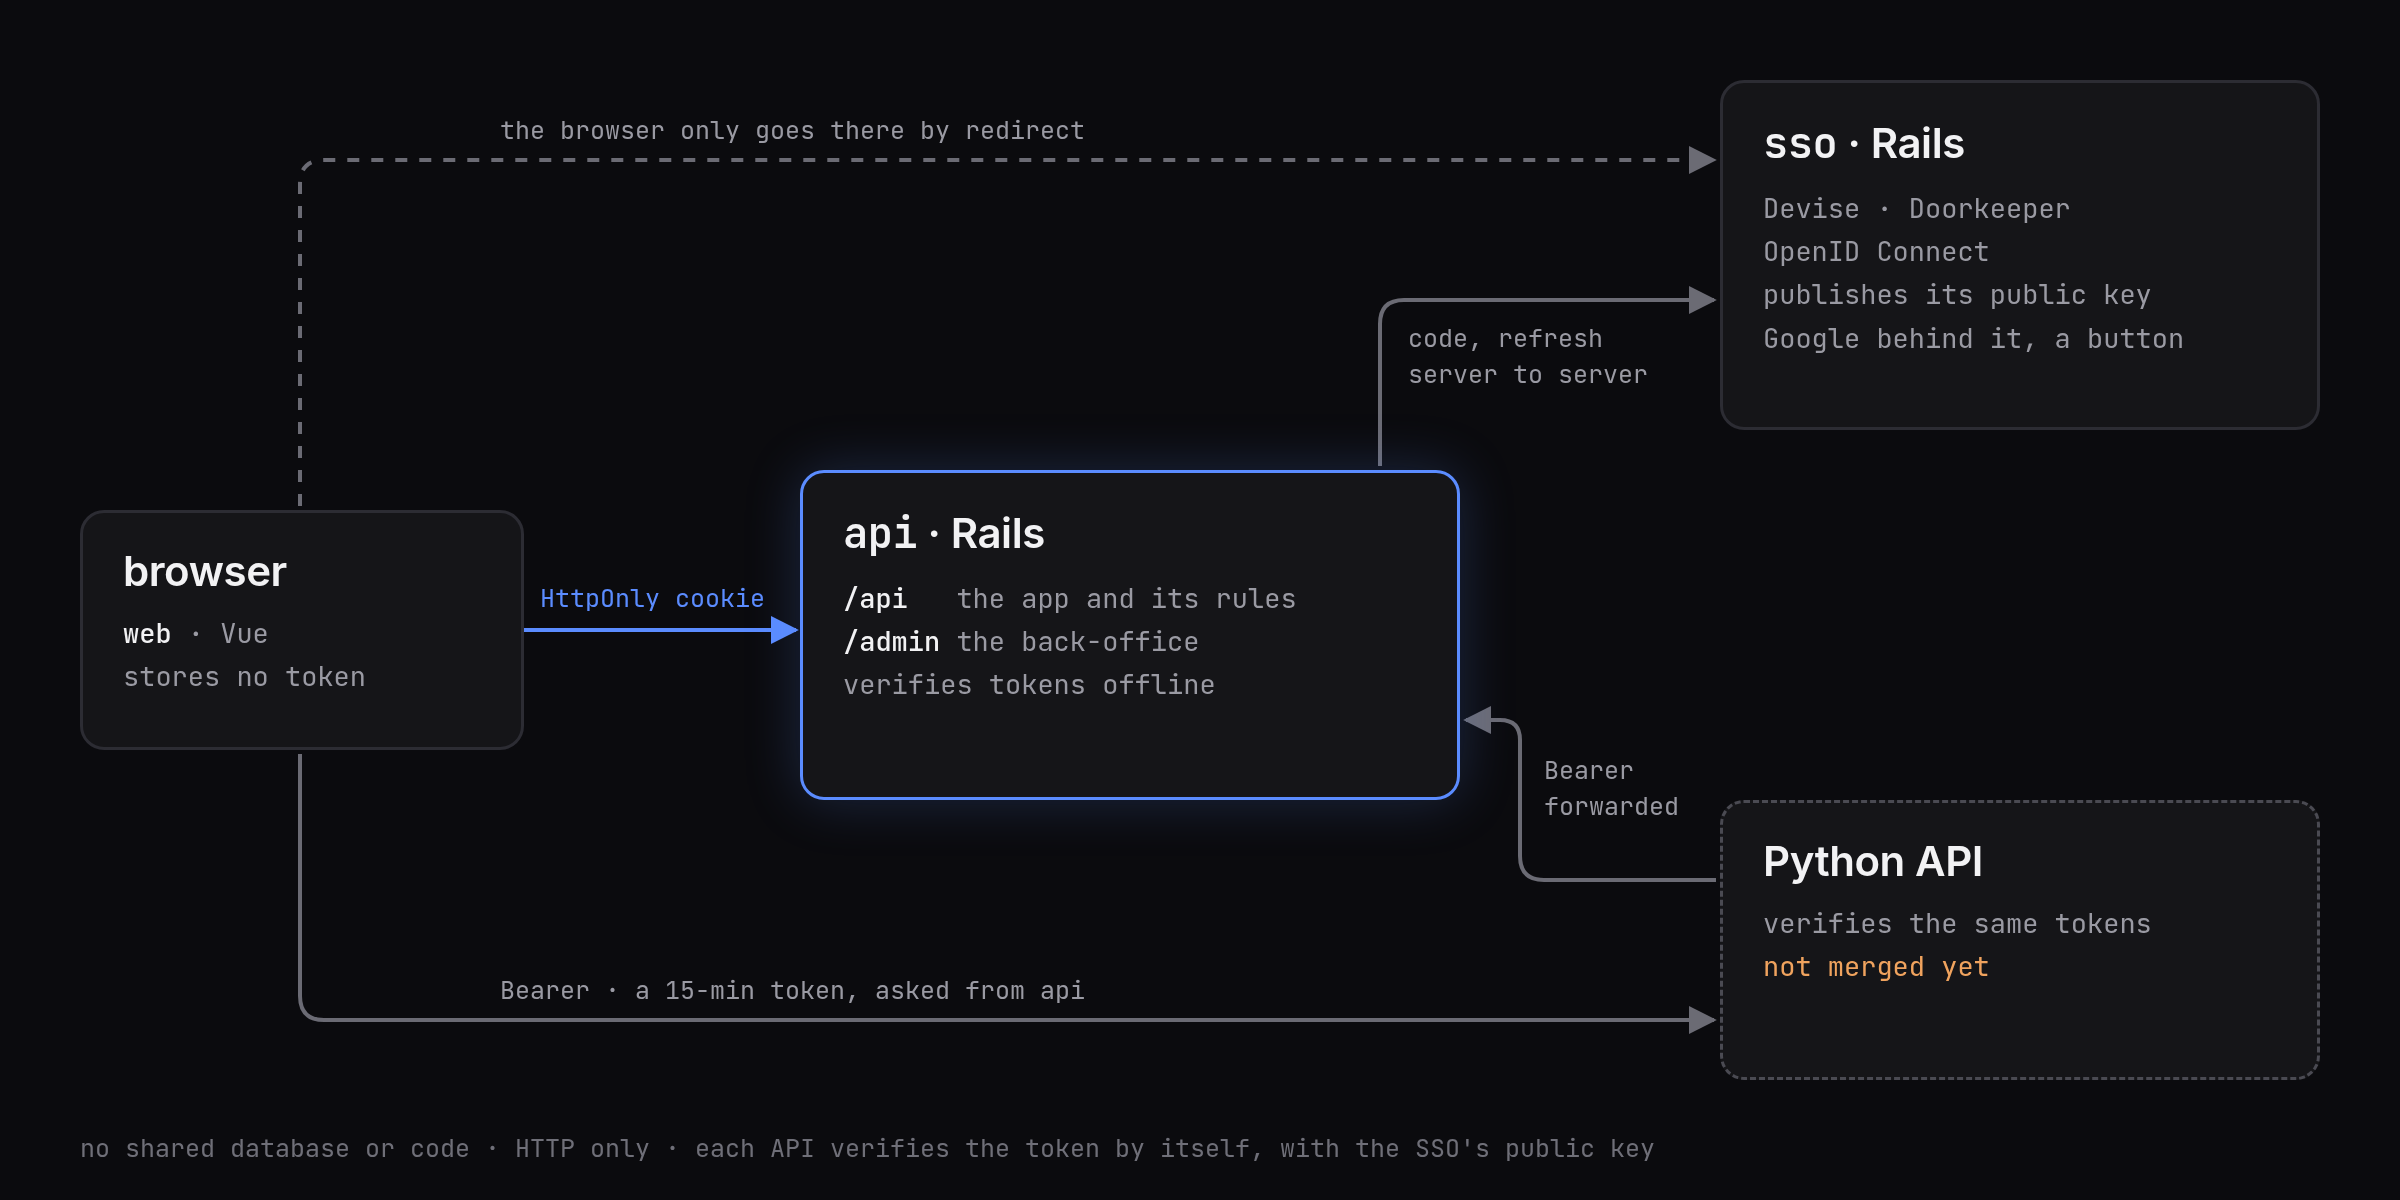 the browser only goes there by redirect
sso · Rails
Devise · Doorkeeper
OpenID Connect
publishes its public key
Google behind it, a button
code, refresh
server to server
browser
web · Vue
stores no token
HttpOnly cookie
api · Rails
/api the app and its rules
/admin the back-office
verifies tokens offline
Bearer
forwarded
Python API
verifies the same tokens
not merged yet
Bearer · a 15-min token, asked from api
no shared database or code · HTTP only · each API verifies the token by itself, with the SSO's public key